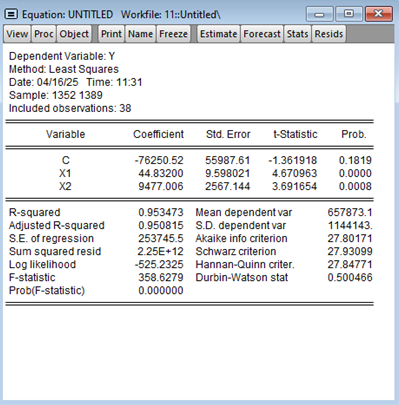 Equation: UNTITLED Workfile: 11::Untitled\
View Proc Object Print Name Freeze Estimate Forecast Stats Resids
Dependent Variable: Y
Method: Least Squares
Date: 04/16/25 Time: 11:31
Sample: 1352 1389
Included observations: 38
Variable Coefficient Std. Error t-Statistic Prob.
C -76250.52 55987.61 -1.361918 0.1819
X1 44.83200 9.598021 4.670963 0.0000
X2 9477.006 2567.144 3.691654 0.0008
R-squared 0.953473 Mean dependent var 657873.1
Adjusted R-squared 0.950815 S.D. dependent var 1144143.
S.E. of regression 253745.5 Akaike info criterion 27.80171
Sum squared resid 2.25E+12 Schwarz criterion 27.93099
Log likelihood -525.2325 Hannan-Quinn criter. 27.84771
F-statistic 358.6279 Durbin-Watson stat 0.500466
Prob(F-statistic) 0.000000